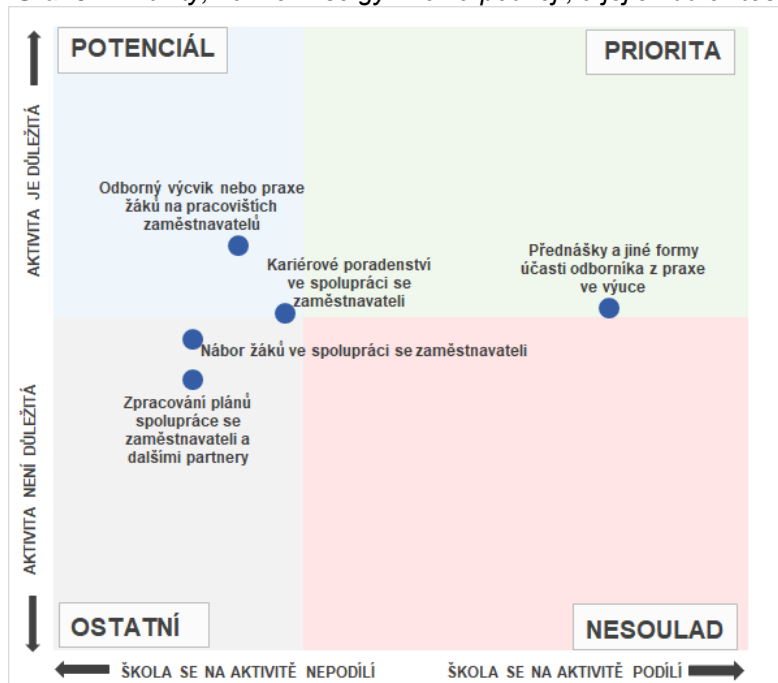 POTENCIÁL
PRIORITA
AKTIVITA JE DŮLEŽITÁ
Odborný výcvik nebo praxe
žáků na pracovištích
zaměstnavatelů
Kariérové poradenství
ve spolupráci se
zaměstnavateli
Přednášky a jiné formy
účasti odborníka z praxe
ve výuce
Nábor žáků ve spolupráci se zaměstnavateli
Zpracování plánů
spolupráce se
zaměstnavateli a
dalšími partnery
AKTIVITA NENÍ DŮLEŽITÁ
OSTATNÍ
NESOULAD
ŠKOLA SE NA AKTIVITĚ NEPODÍLÍ
ŠKOLA SE NA AKTIVITĚ PODÍLÍ